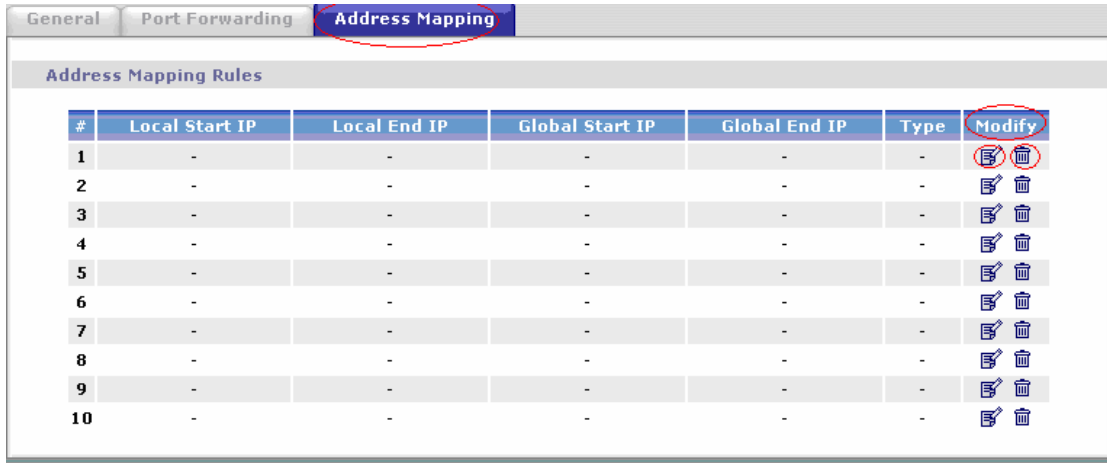 General Port Forwarding Address Mapping
Address Mapping Rules
# Local Start IP Local End IP Global Start IP Global End IP Type Modify
1 - - - - -
2 - - - - -
3 - - - - -
4 - - - - -
5 - - - - -
6 - - - - -
7 - - - - -
8 - - - - -
9 - - - - -
10 - - - - -